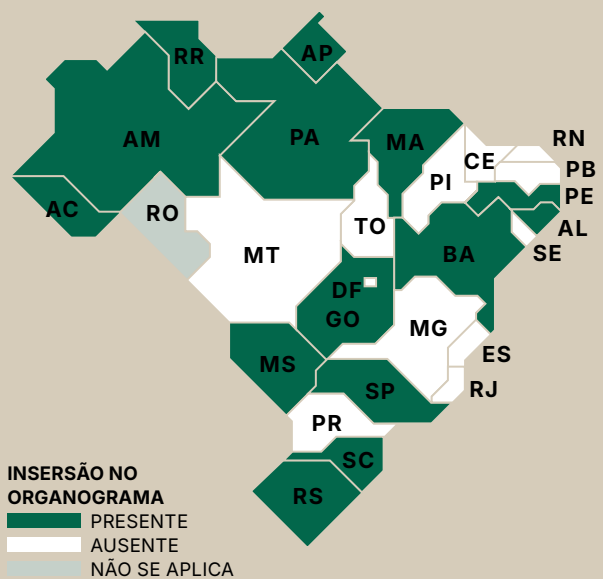 RR
AP
AM
PA
MA
CE
RN
PI
PB
PE
AC
RO
TO
AL
MT
BA
SE
DF
GO
MG
ES
MS
SP
RJ
PR
SC
RS
INSERSÃO NO
ORGANOGRAMA
PRESENTE
AUSENTE
NÃO SE APLICA